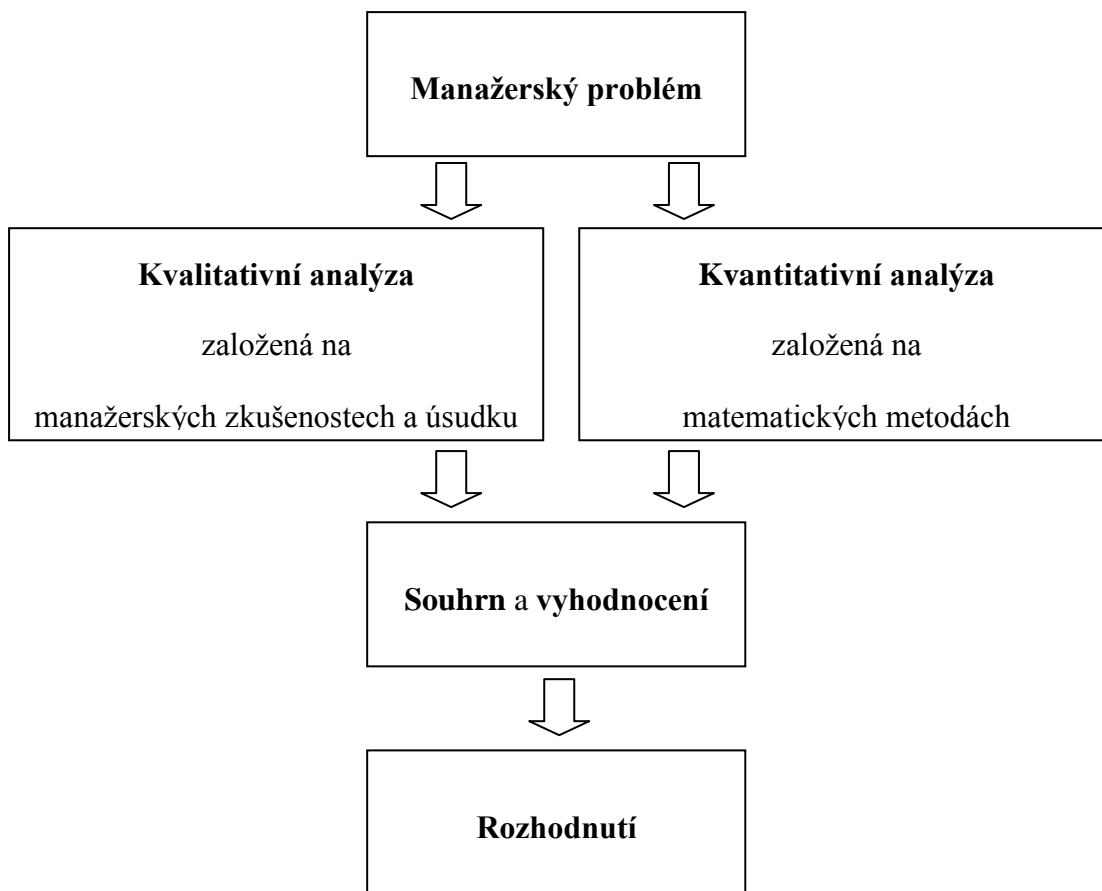 Manažerský problém
Kvalitativní analýza
založená na
manažerských zkušenostech a úsudku
Kvantitativní analýza
založená na
matematických metodách
Souhrn a vyhodnocení
Rozhodnutí